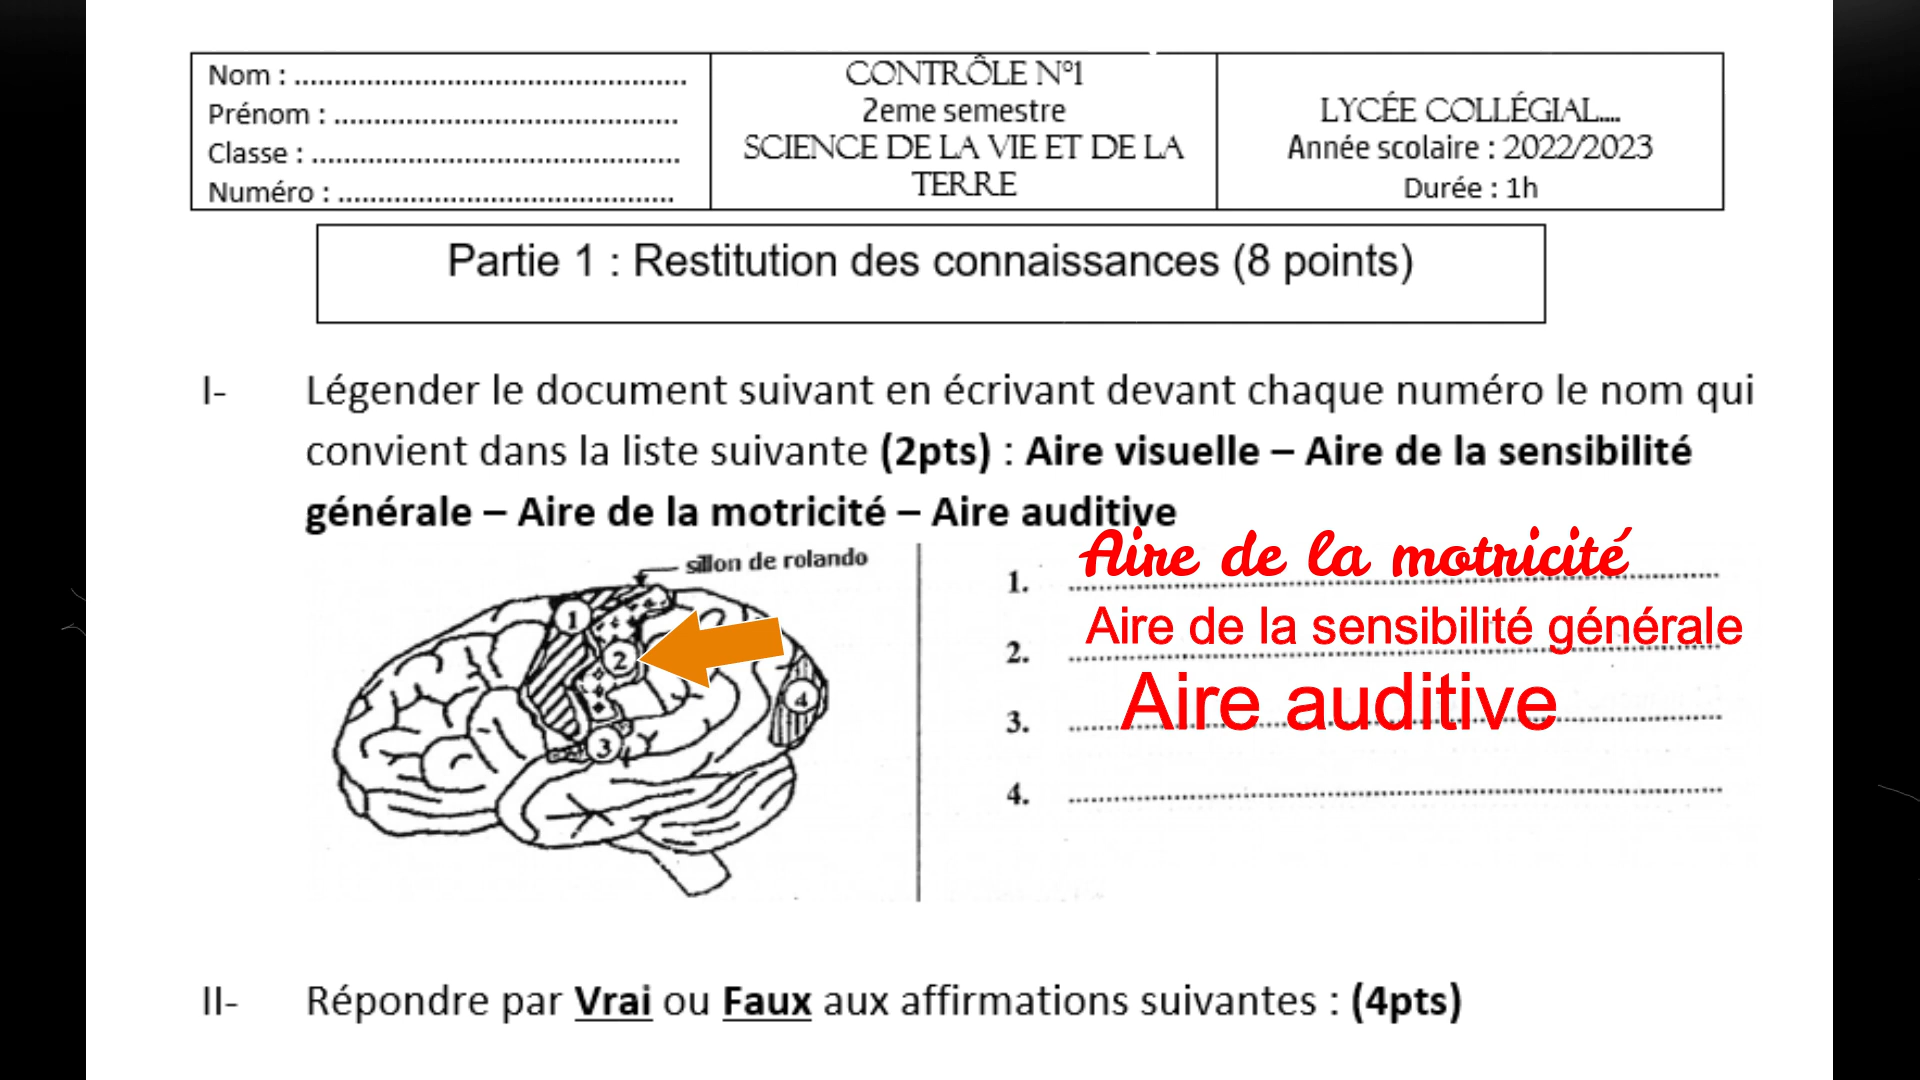 Nom : ................................................
Prénom : ..........................................
Classe : .............................................
Numéro : .........................................
CONTRÔLE N°1
2eme semestre
SCIENCE DE LA VIE ET DE LA
TERRE
LYCÉE COLLÉGIAL....
Année scolaire : 2022/2023
Durée : 1h
Partie 1 : Restitution des connaissances (8 points)
I- Légender le document suivant en écrivant devant chaque numéro le nom qui
convient dans la liste suivante (2pts) : Aire visuelle – Aire de la sensibilité
générale – Aire de la motricité – Aire auditive
sillon de rolando
1
2
3
4
1. Aire de la motricité
2. Aire de la sensibilité générale
3. Aire auditive
4. ........................................
II- Répondre par Vrai ou Faux aux affirmations suivantes : (4pts)